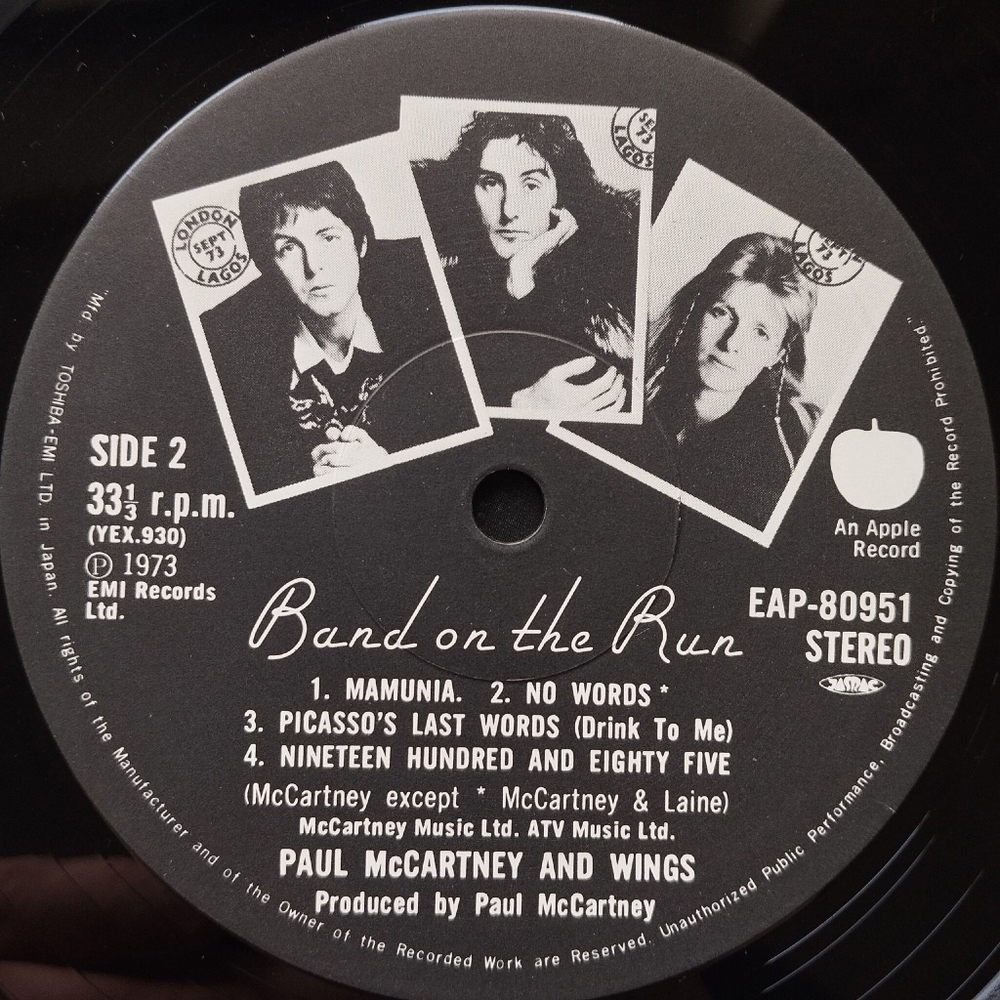 LONDON
SEPT
73
LAGOS
SE
73
LAGOS
73
LAGOS
SIDE 2
33⅓ r.p.m.
(YEX.930)
Ⓟ 1973
EMI Records
Ltd.
An Apple
Record
EAP-80951
STEREO
JASRAC
Band on the Run
1. MAMUNIA. 2. NO WORDS *
3. PICASSO'S LAST WORDS (Drink To Me)
4. NINETEEN HUNDRED AND EIGHTY FIVE
(McCartney except * McCartney & Laine)
McCartney Music Ltd. ATV Music Ltd.
PAUL McCARTNEY AND WINGS
Produced by Paul McCartney
"Mfd by TOSHIBA·EMI LTD. in Japan. All rights of the Manufacturer and of the Owner of the Recorded Work are Reserved. Unauthorized Public Performance, Broadcasting and Copying of the Record Prohibited."